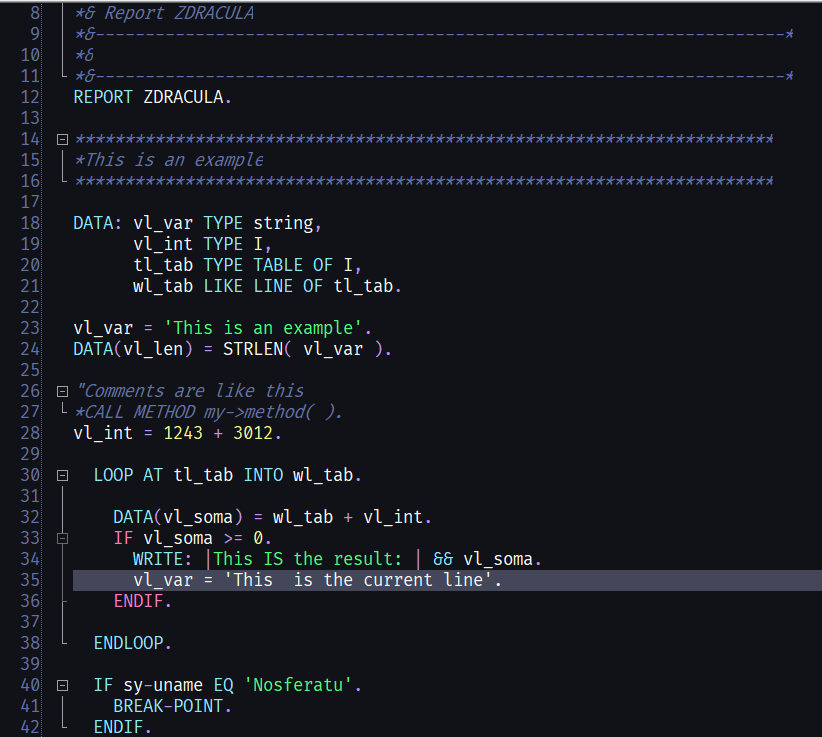 8 *& Report ZDRACULA
9 *&---------------------------------------------------------------------*
10 *&
11 *&---------------------------------------------------------------------*
12 REPORT ZDRACULA.
13
14 **********************************************************************
15 *This is an example
16 **********************************************************************
17
18 DATA: vl_var TYPE string,
19 vl_int TYPE I,
20 tl_tab TYPE TABLE OF I,
21 wl_tab LIKE LINE OF tl_tab.
22
23 vl_var = 'This is an example'.
24 DATA(vl_len) = STRLEN( vl_var ).
25
26 "Comments are like this
27 *CALL METHOD my->method( ).
28 vl_int = 1243 + 3012.
29
30 LOOP AT tl_tab INTO wl_tab.
31
32 DATA(vl_soma) = wl_tab + vl_int.
33 IF vl_soma >= 0.
34 WRITE: |This IS the result: | && vl_soma.
35 vl_var = 'This  is the current line'.
36 ENDIF.
37
38 ENDLOOP.
39
40 IF sy-uname EQ 'Nosferatu'.
41 BREAK-POINT.
42 ENDIF.